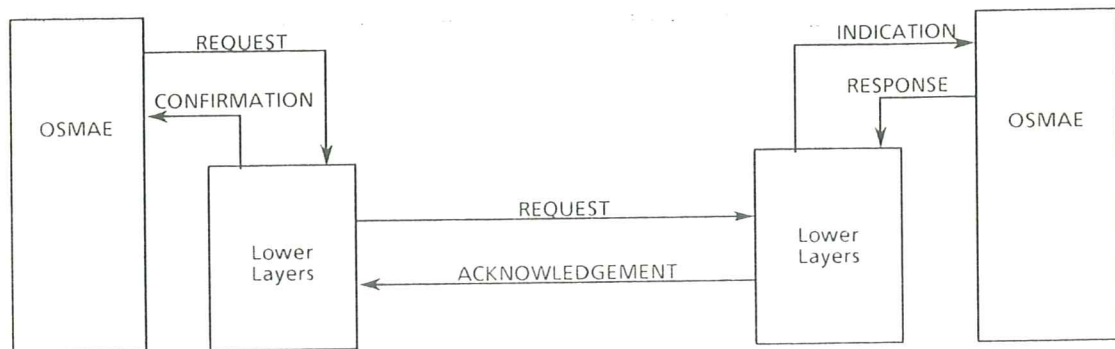 REQUEST
INDICATION
CONFIRMATION
RESPONSE
OSMAE
OSMAE
REQUEST
Lower
Layers
Lower
Layers
ACKNOWLEDGEMENT